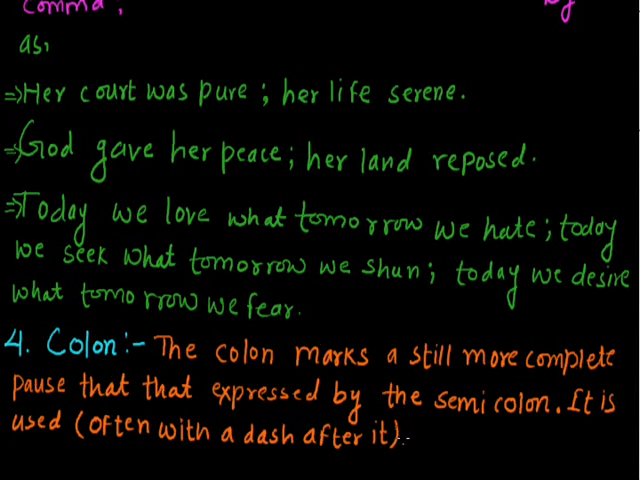 comma;
by
as,
⇒Her court was pure; her life serene.
⇒God gave her peace; her land reposed.
⇒Today we love what tomorrow we hate; today
we seek what tomorrow we shun; today we desire
what tomorrow we fear.
4. Colon:- The colon marks a still more complete
pause that that expressed by the semicolon. It is
used (often with a dash after it):-